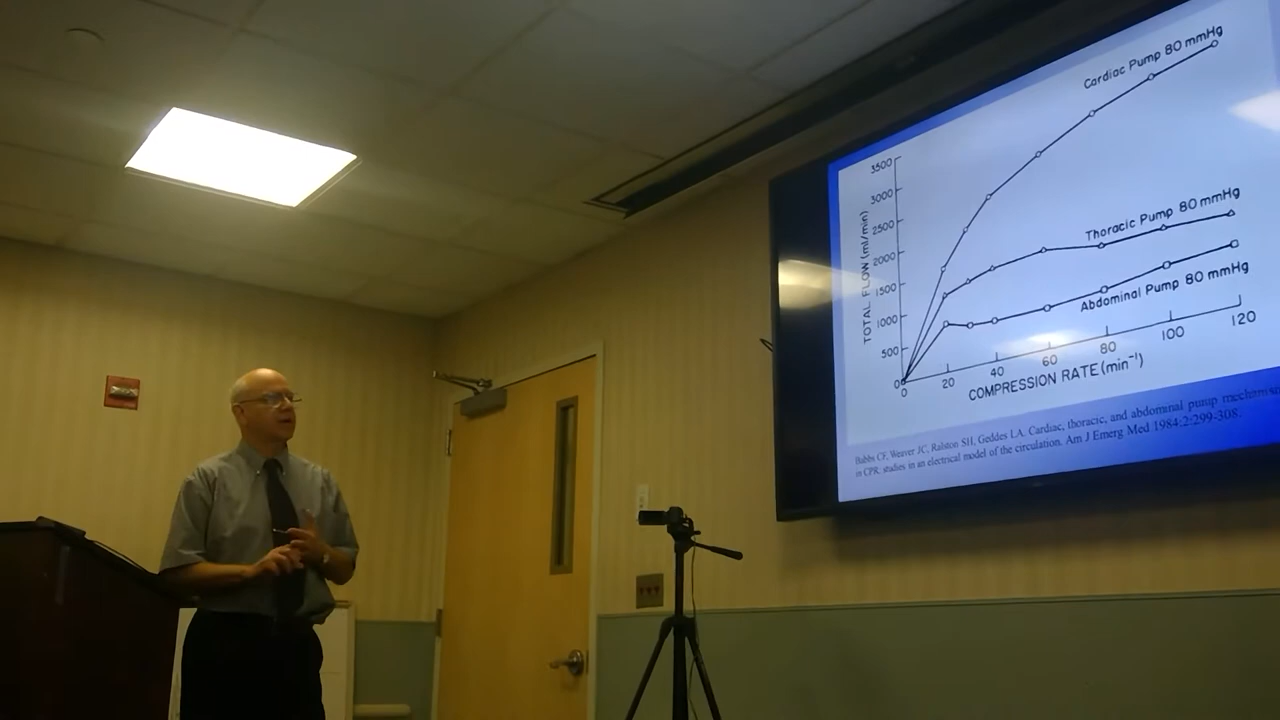 Cardiac Pump 80 mmHg
3500
3000
2500
2000
1500
1000
500
0
TOTAL FLOW (ml/min)
Thoracic Pump 80 mmHg
Abdominal Pump 80 mmHg
0 20 40 60 80 100 120
COMPRESSION RATE (min⁻¹)
Babbs CF, Weaver JC, Ralston SH, Geddes LA. Cardiac, thoracic, and abdominal pump mechanisms
in CPR: studies in an electrical model of the circulation. Am J Emerg Med 1984;2:299-308.